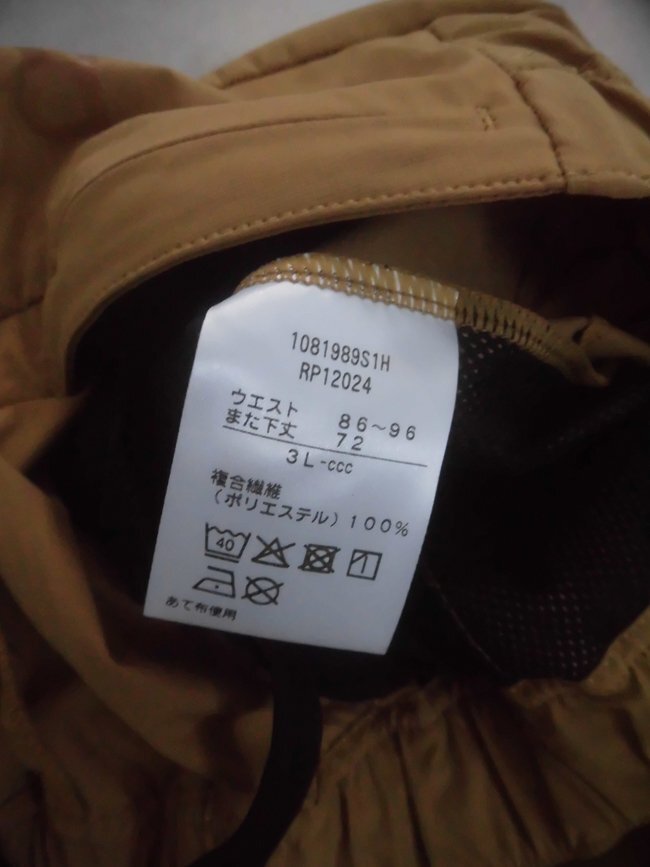 1081989S1H
RP12024
ウエスト 86～96
また下丈 72
3L-ccc
複合繊維
(ポリエステル) 100%
40
あて布使用